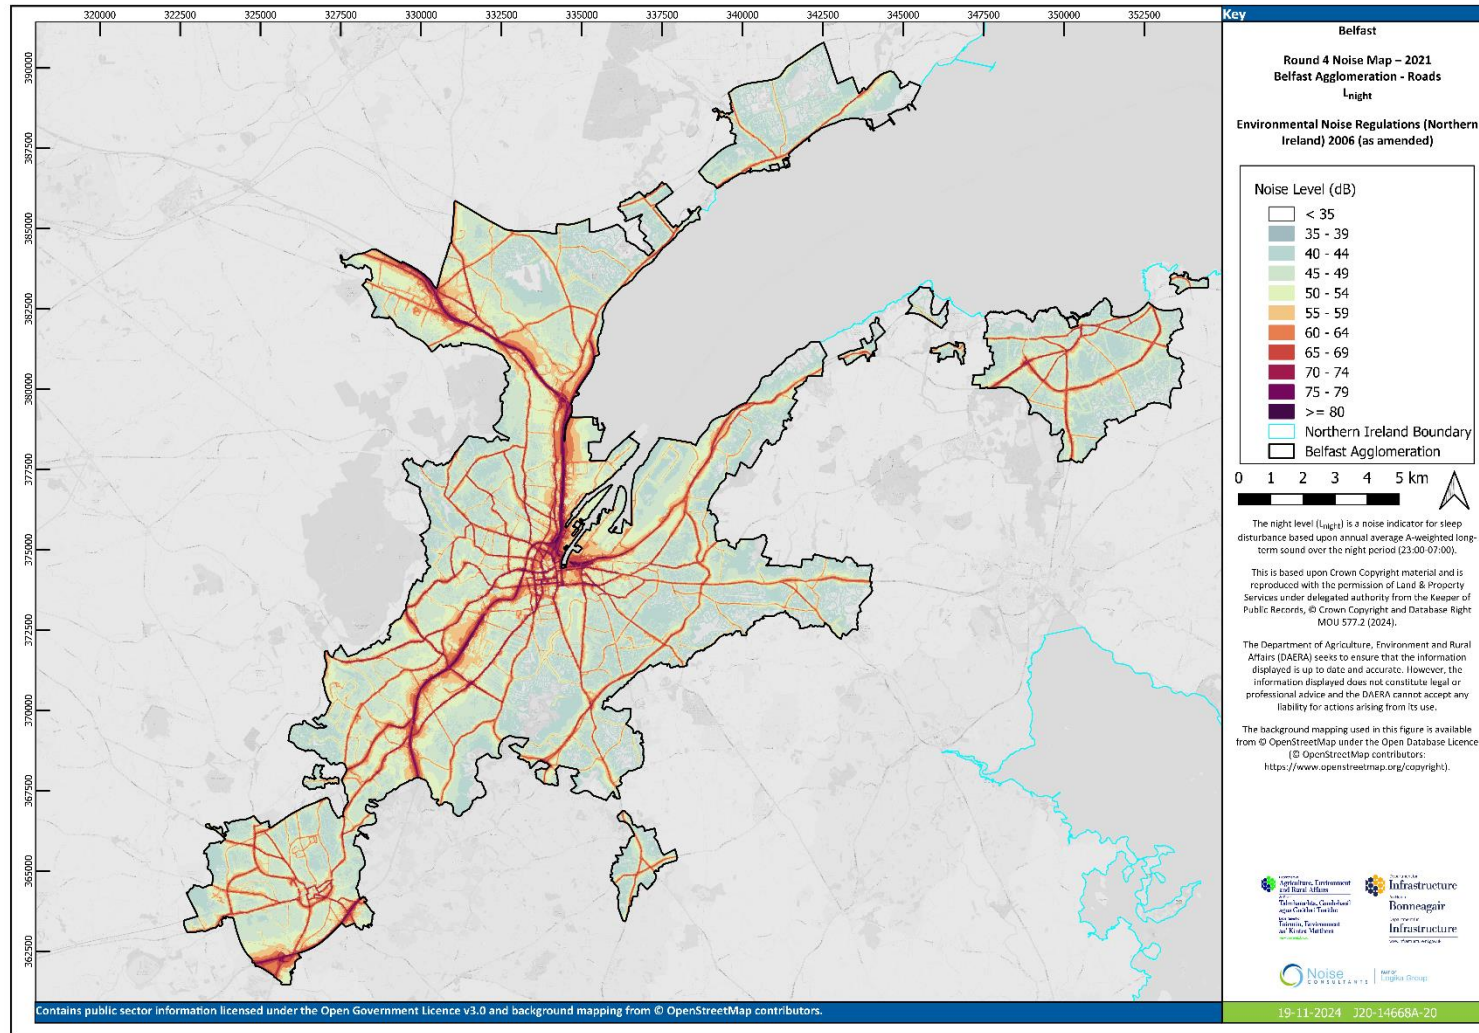 320000 322500 325000 327500 330000 332500 335000 337500 340000 342500 345000 347500 350000 352500
390000
387500
385000
382500
380000
377500
375000
372500
370000
367500
365000
362500
Contains public sector information licensed under the Open Government Licence v3.0 and background mapping from © OpenStreetMap contributors.
Key
Belfast
Round 4 Noise Map – 2021
Belfast Agglomeration - Roads
Lnight
Environmental Noise Regulations (Northern
Ireland) 2006 (as amended)
Noise Level (dB)
< 35
35 - 39
40 - 44
45 - 49
50 - 54
55 - 59
60 - 64
65 - 69
70 - 74
75 - 79
>= 80
Northern Ireland Boundary
Belfast Agglomeration
0 1 2 3 4 5 km
The night level (Lnight) is a noise indicator for sleep
disturbance based upon annual average A-weighted long-
term sound over the night period (23:00-07:00).
This is based upon Crown Copyright material and is
reproduced with the permission of Land & Property
Services under delegated authority from the Keeper of
Public Records, © Crown Copyright and Database Right
MOU 577.2 (2024).
The Department of Agriculture, Environment and Rural
Affairs (DAERA) seeks to ensure that the information
displayed is up to date and accurate. However, the
information displayed does not constitute legal or
professional advice and the DAERA cannot accept any
liability for actions arising from its use.
The background mapping used in this figure is available
from © OpenStreetMap under the Open Database Licence
(© OpenStreetMap contributors:
https://www.openstreetmap.org/copyright).
Agriculture, Environment
and Rural Affairs
Infrastructure
Bonneagair
Infrastructure
Noise
CONSULTANTS
Logika Group
19-11-2024 J20-14668A-20